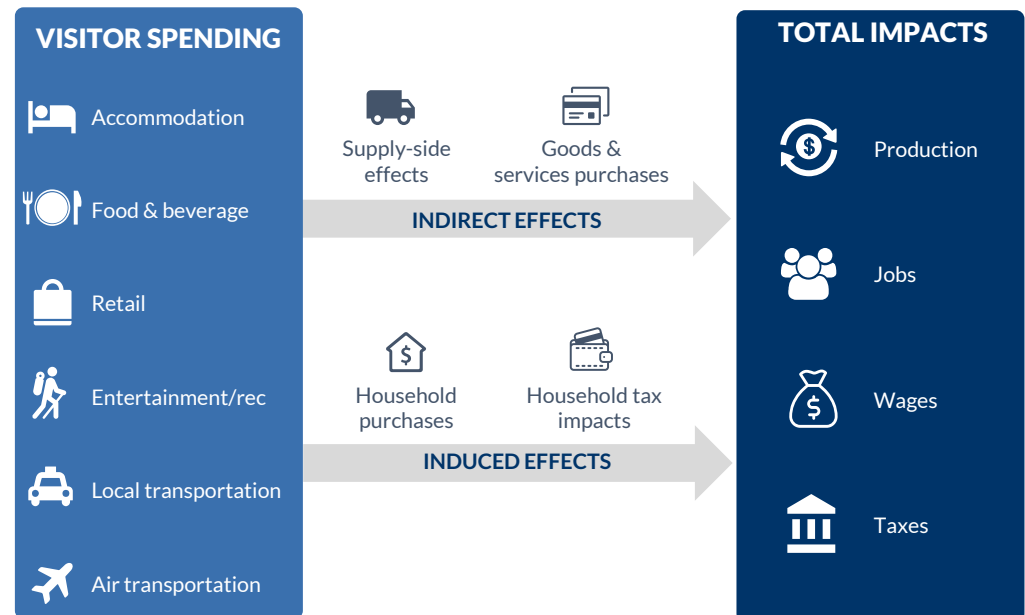 VISITOR SPENDING
Accommodation
Food & beverage
Retail
Entertainment/rec
Local transportation
Air transportation
Supply-side
effects
Goods &
services purchases
INDIRECT EFFECTS
$
Household
purchases
Household tax
impacts
INDUCED EFFECTS
TOTAL IMPACTS
$
Production
Jobs
$
Wages
Taxes